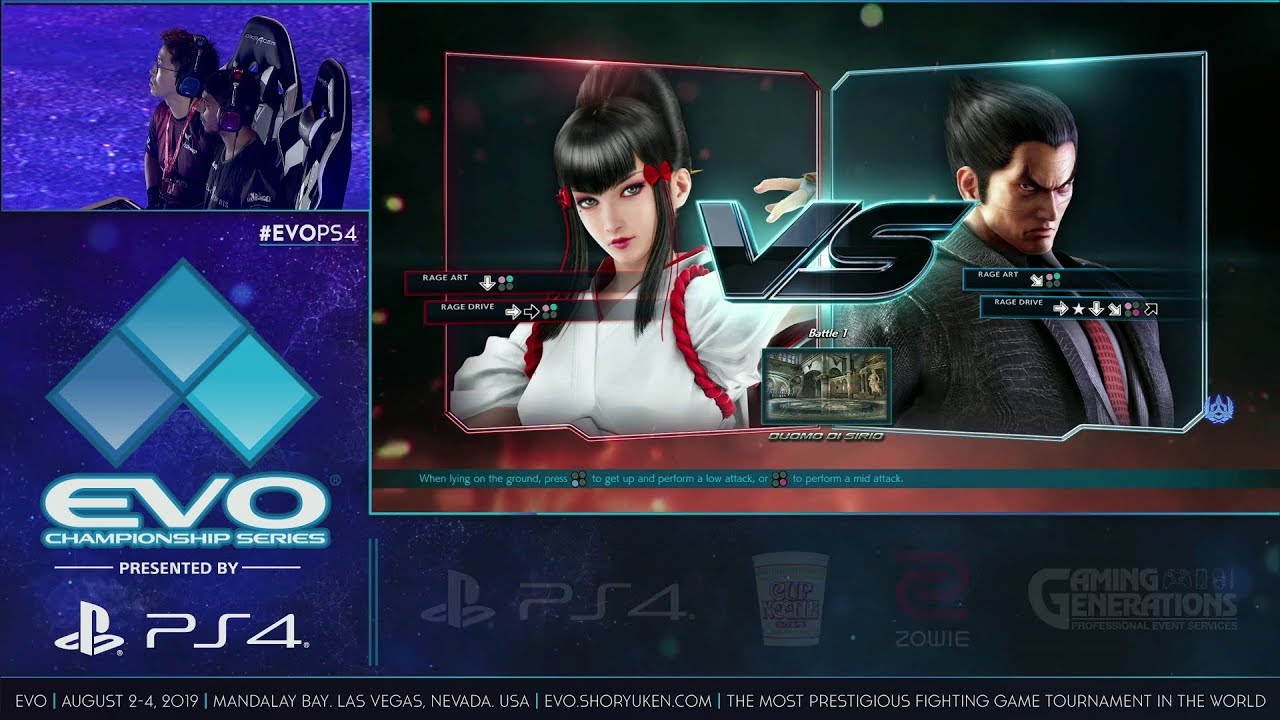 #EVOPS4
RAGE ART
RAGE DRIVE
VS
RAGE ART
RAGE DRIVE
Battle 1
DUOMO DI SIRIO
When lying on the ground, press to get up and perform a low attack, or to perform a mid attack.
EVO®
CHAMPIONSHIP SERIES
PRESENTED BY
PS4®
PS4
CUP NOODLES
ZOWIE
GAMING GENERATIONS
PROFESSIONAL EVENT SERVICES
EVO | AUGUST 2-4, 2019 | MANDALAY BAY. LAS VEGAS, NEVADA. USA | EVO.SHORYUKEN.COM | THE MOST PRESTIGIOUS FIGHTING GAME TOURNAMENT IN THE WORLD